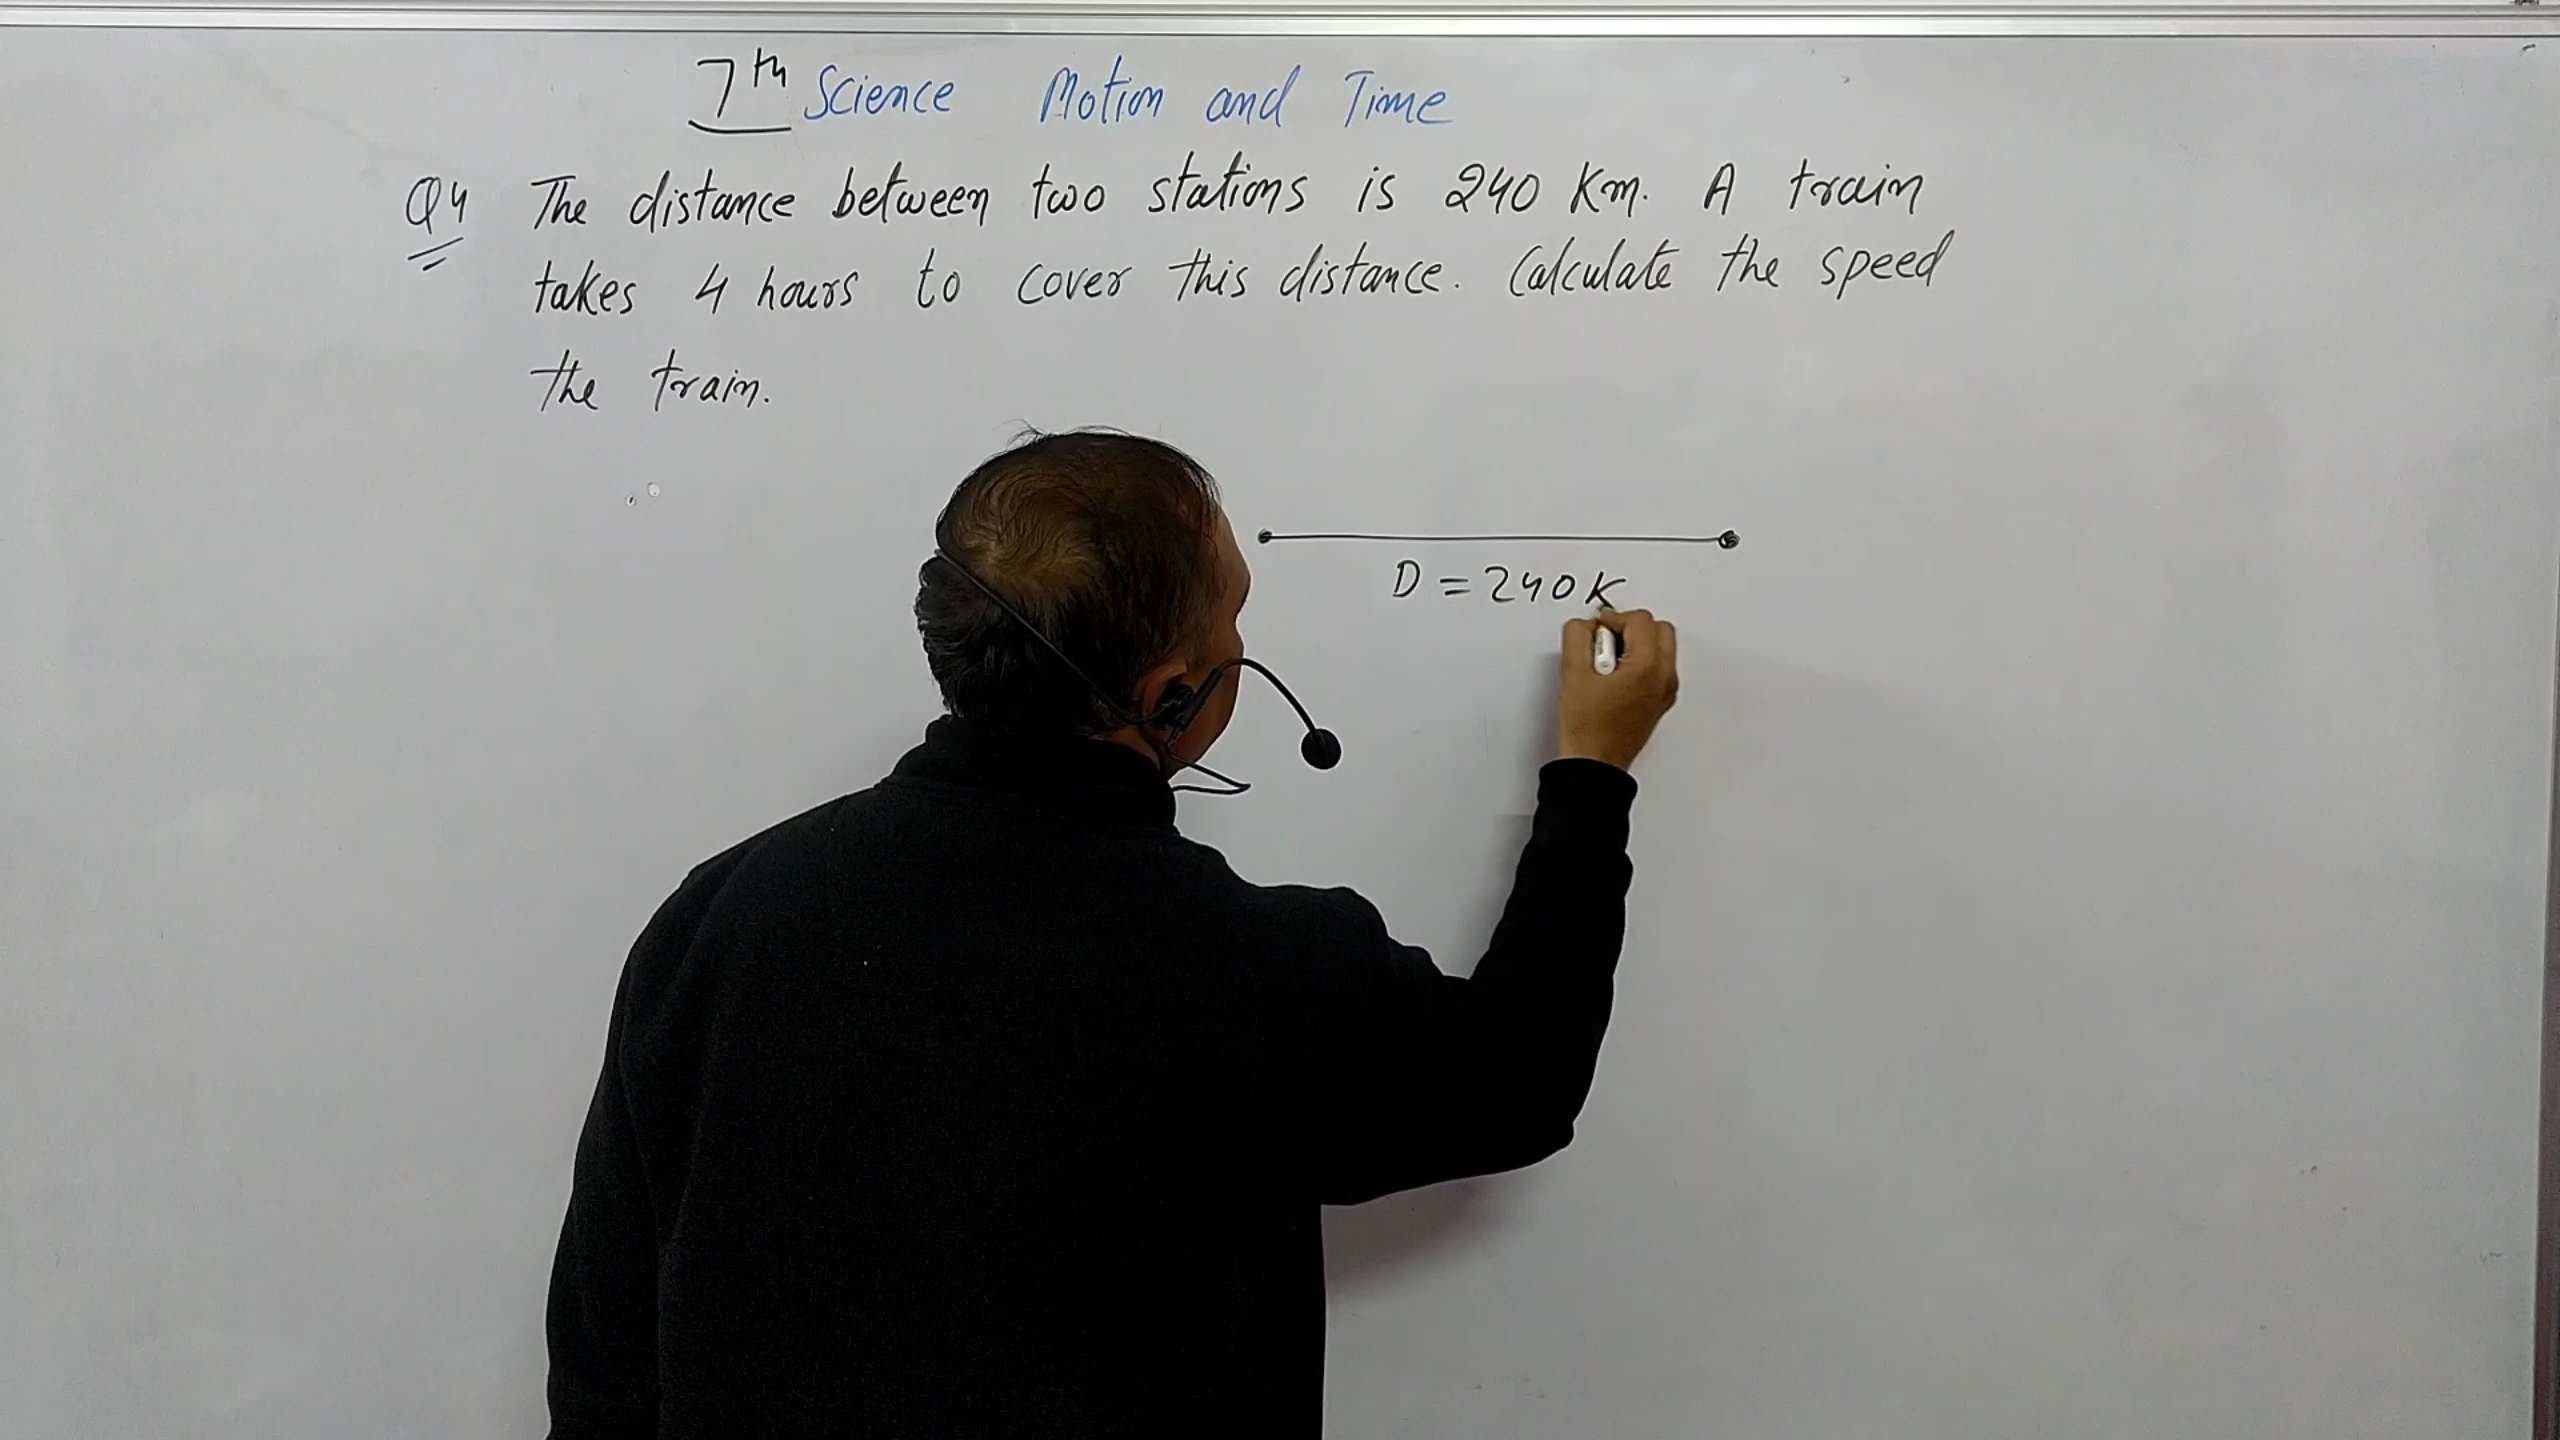 7th Science Motion and Time
Q4 The distance between two stations is 240 Km. A train
takes 4 hours to cover this distance. Calculate the speed
the train.
D = 240 K